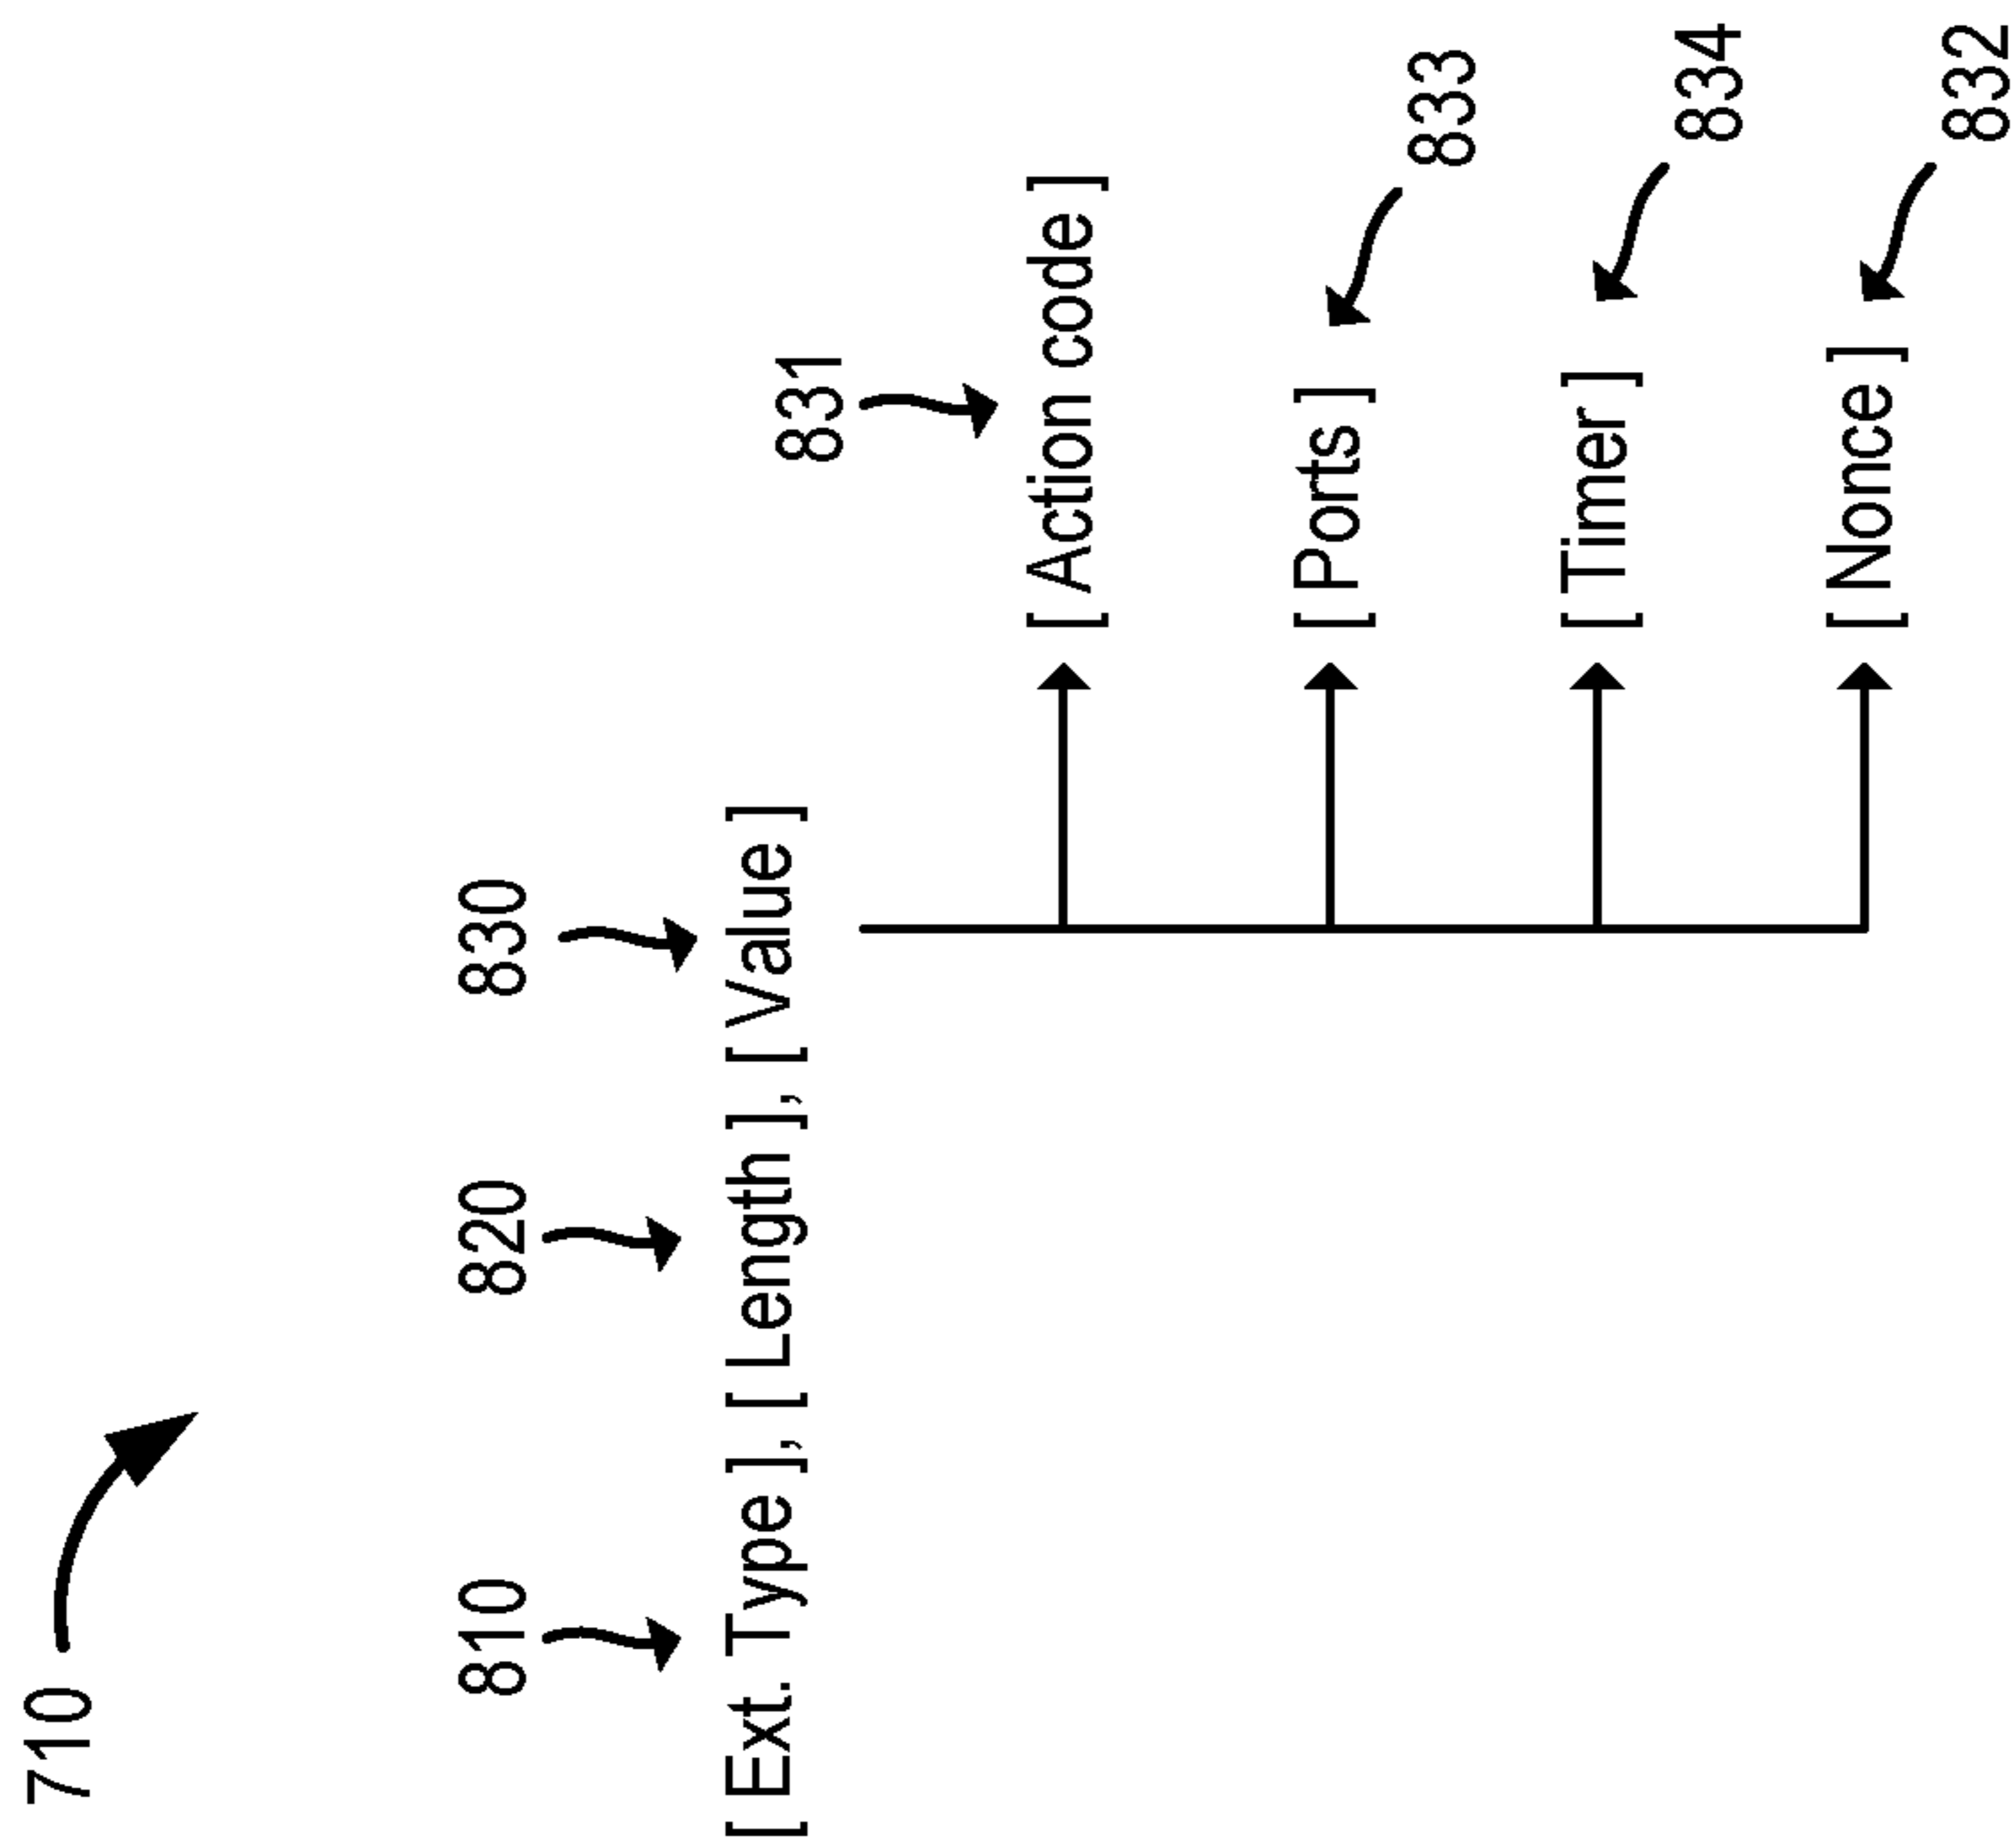 710
810 820 830
[ Ext. Type ], [ Length ], [ Value ]
831
[ Action code ]
[ Ports ] 833
[ Timer ] 834
[ Nonce ] 832